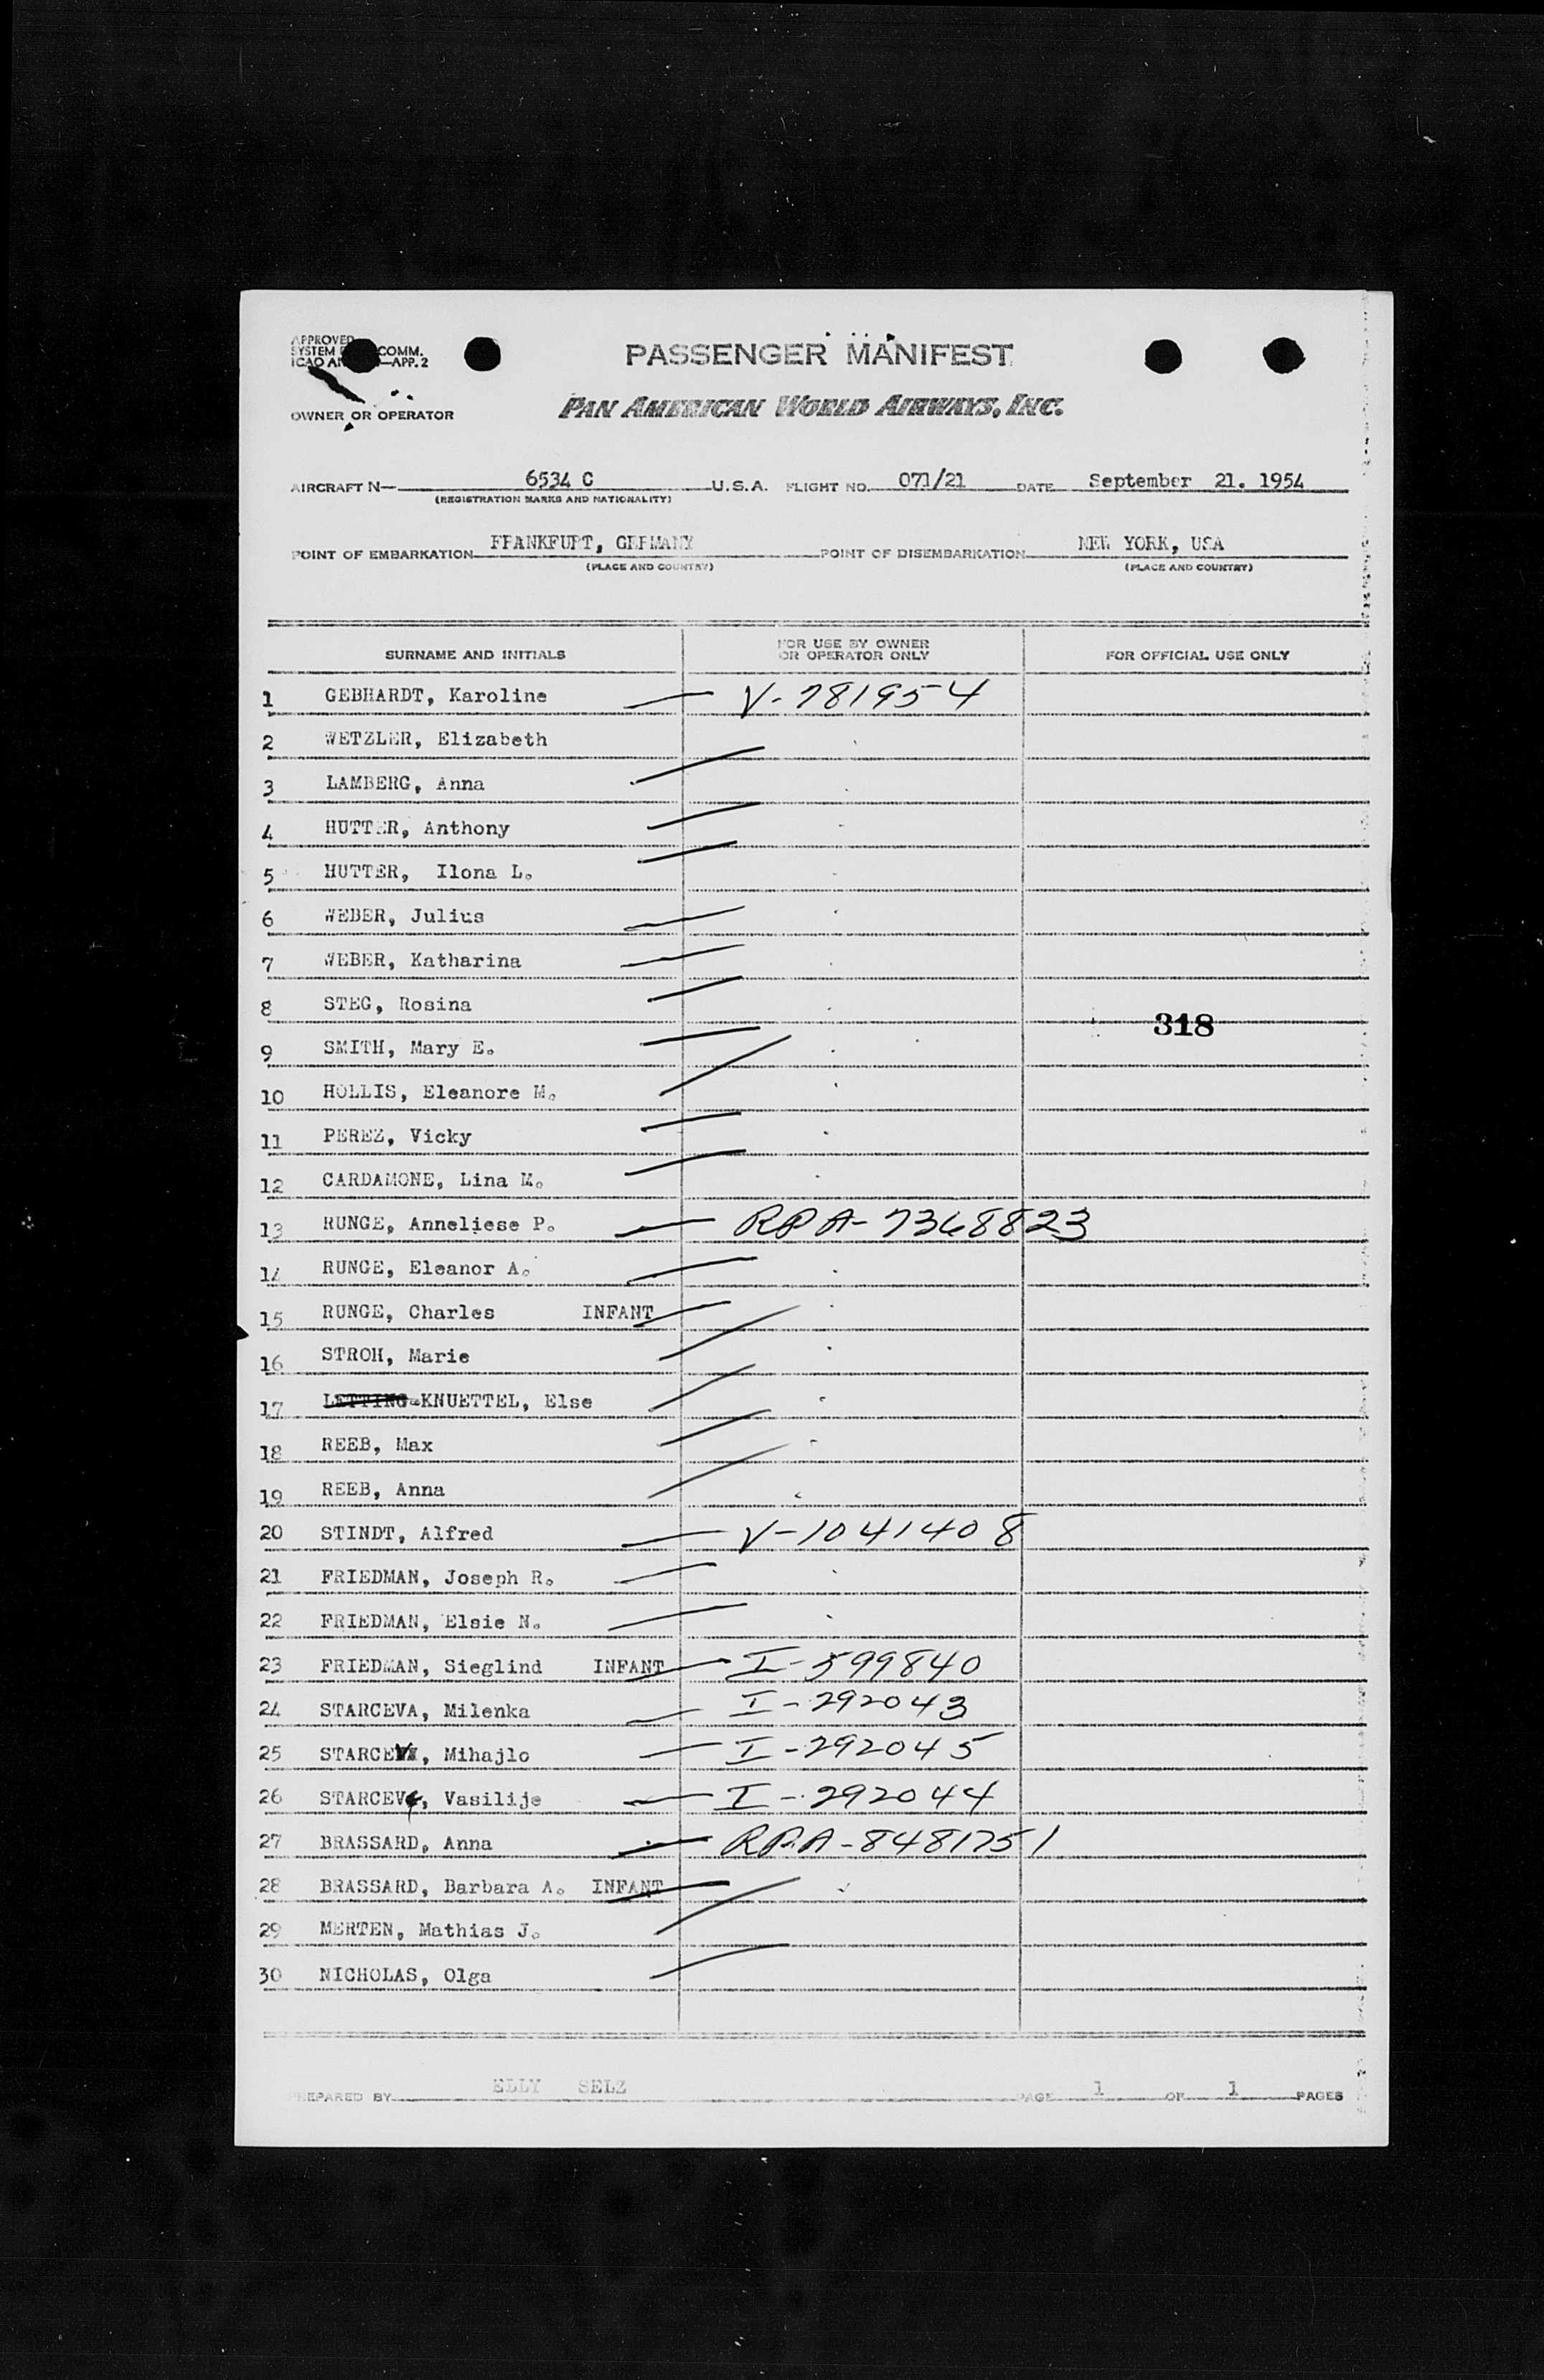 APPROVED
SYSTEM COMM.
ICAO AN —APP. 2
PASSENGER MANIFEST
OWNER OR OPERATOR
PAN AMERICAN WORLD AIRWAYS, INC.
AIRCRAFT N— 6534 C U.S.A. FLIGHT NO. 071/21 DATE September 21. 1954
(REGISTRATION MARKS AND NATIONALITY)
POINT OF EMBARKATION FRANKFURT, GERMANY POINT OF DISEMBARKATION NEW YORK, USA
(PLACE AND COUNTRY) (PLACE AND COUNTRY)
SURNAME AND INITIALS FOR USE BY OWNER OR OPERATOR ONLY FOR OFFICIAL USE ONLY
1 GEBHARDT, Karoline V-781954
2 WETZLER, Elizabeth
3 LAMBERG, Anna
4 HUTTER, Anthony
5 HUTTER, Ilona L.
6 WEBER, Julius
7 WEBER, Katharina
8 STEG, Rosina
318
9 SMITH, Mary E.
10 HOLLIS, Eleanore M.
11 PEREZ, Vicky
12 CARDAMONE, Lina M.
13 RUNGE, Anneliese P. RPA-7368823
14 RUNGE, Eleanor A.
15 RUNGE, Charles INFANT
16 STROH, Marie
17 LETTING-KNUETTEL, Else
18 REEB, Max
19 REEB, Anna
20 STINDT, Alfred V-1041408
21 FRIEDMAN, Joseph R.
22 FRIEDMAN, Elsie N.
23 FRIEDMAN, Sieglind INFANT I-599840
24 STARCEVA, Milenka I-292043
25 Mihajlo I-292045
26 Vasilije I-292044
27 BRASSARD, Anna RPA-8481751
28 BRASSARD, Barbara A. INFANT
29 MERTEN, Mathias J.
30 NICHOLAS, Olga
PREPARED BY ELLY SELZ PAGE 1 OF 1 PAGES